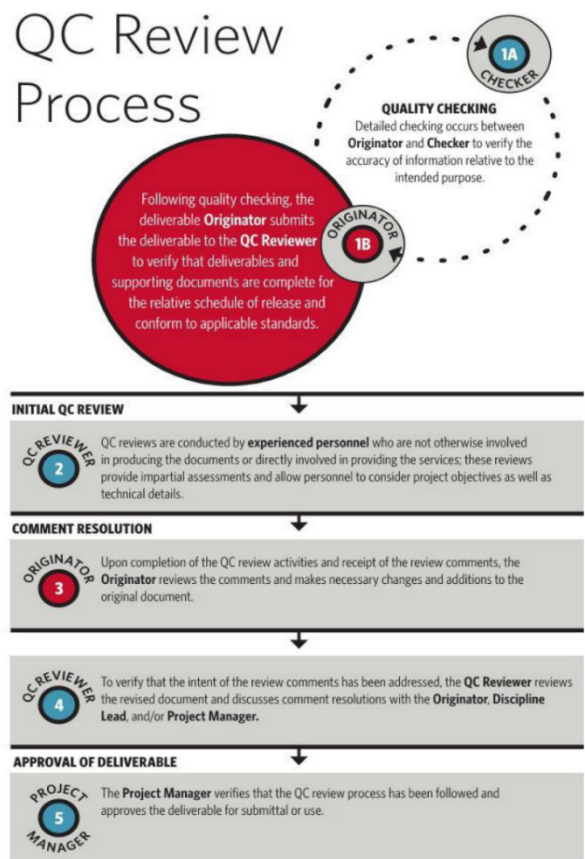 QC Review
Process
1A
CHECKER
QUALITY CHECKING
Detailed checking occurs between
Originator and Checker to verify the
accuracy of information relative to the
intended purpose.
Following quality checking, the
deliverable Originator submits
the deliverable to the QC Reviewer
to verify that deliverables and
supporting documents are complete for
the relative schedule of release and
conform to applicable standards.
ORIGINATOR
1B
INITIAL QC REVIEW
QC REVIEWER
2
QC reviews are conducted by experienced personnel who are not otherwise involved
in producing the documents or directly involved in providing the services; these reviews
provide impartial assessments and allow personnel to consider project objectives as well as
technical details.
COMMENT RESOLUTION
ORIGINATOR
3
Upon completion of the QC review activities and receipt of the review comments, the
Originator reviews the comments and makes necessary changes and additions to the
original document.
QC REVIEWER
4
To verify that the intent of the review comments has been addressed, the QC Reviewer reviews
the revised document and discusses comment resolutions with the Originator, Discipline
Lead, and/or Project Manager.
APPROVAL OF DELIVERABLE
PROJECT
5
MANAGER
The Project Manager verifies that the QC review process has been followed and
approves the deliverable for submittal or use.